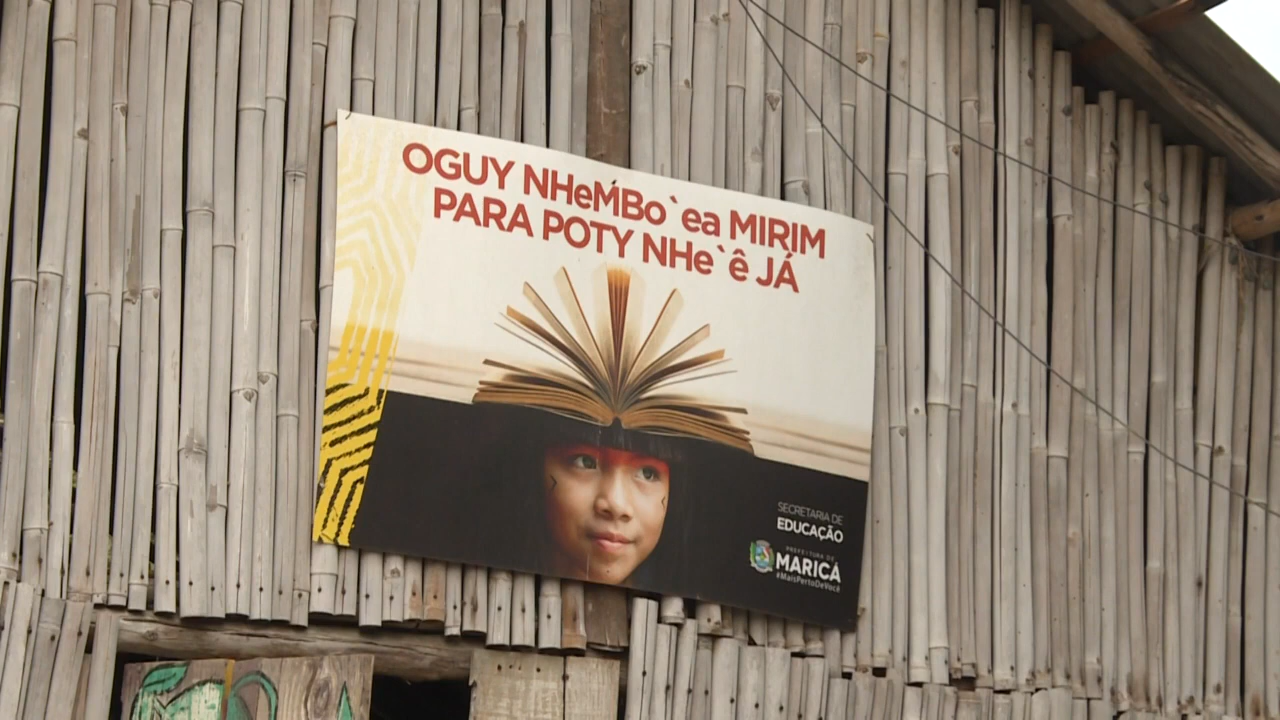 OGUY NHeMBo`ea MIRIM
PARA POTY NHe`ê JÁ
SECRETARIA DE
EDUCAÇÃO
PREFEITURA DE
MARICÁ
#MaisPertoDeVocê